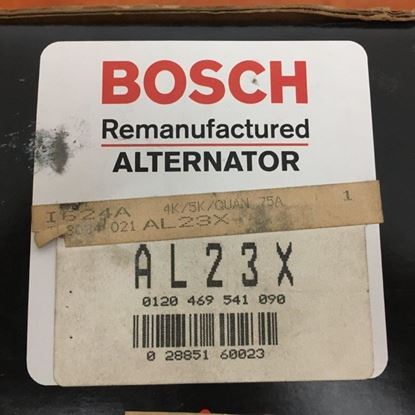 BOSCH
Remanufactured
ALTERNATOR
I624A 4K/5K/QUAN 75A 1
021 AL23X
AL23X
0120 469 541 090
0 28851 60023